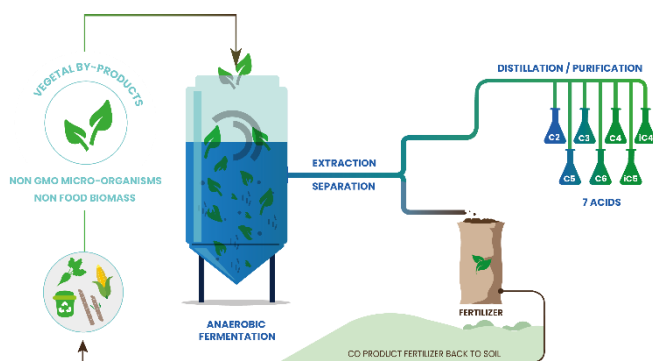 VEGETAL BY-PRODUCTS
NON GMO MICRO-ORGANISMS
NON FOOD BIOMASS
ANAEROBIC
FERMENTATION
EXTRACTION
SEPARATION
DISTILLATION / PURIFICATION
C2
C3
C4
iC4
C5
C6
iC5
7 ACIDS
FERTILIZER
CO PRODUCT FERTILIZER BACK TO SOIL